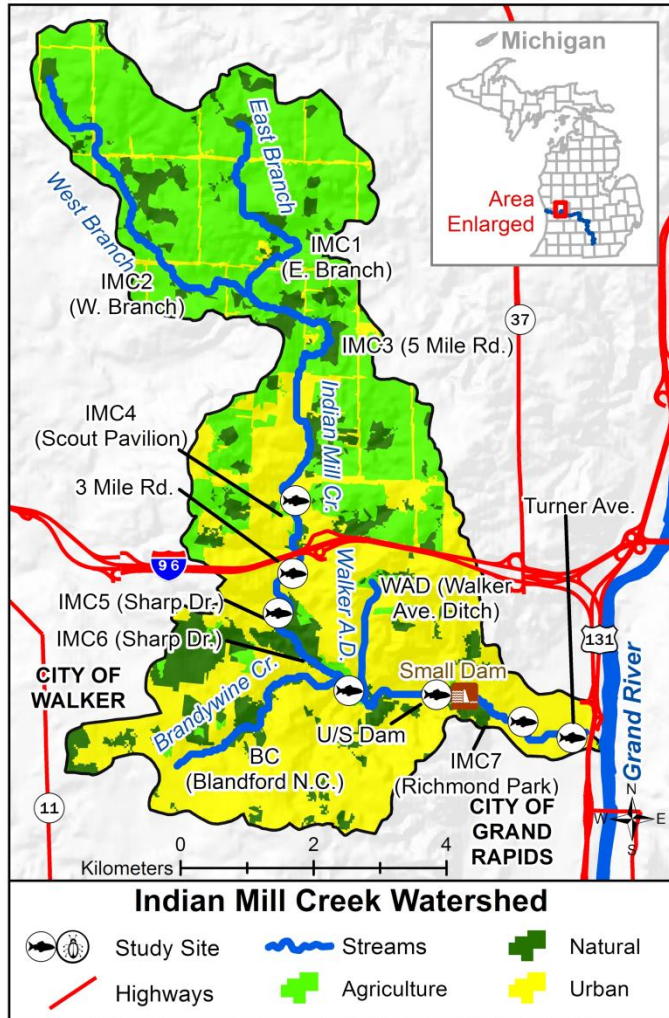 Michigan
Area
Enlarged
East Branch
West Branch
IMC1
(E. Branch)
IMC2
(W. Branch)
37
IMC3 (5 Mile Rd.)
IMC4
(Scout Pavilion)
Indian Mill Cr.
3 Mile Rd.
Turner Ave.
96
Walker A.D.
WAD (Walker
Ave. Ditch)
IMC5 (Sharp Dr.)
131
IMC6 (Sharp Dr.)
CITY OF
WALKER
Small Dam
Brandywine Cr.
Grand River
U/S Dam
BC
(Blandford N.C.)
IMC7
(Richmond Park)
11
CITY OF
GRAND
RAPIDS
N
W
E
S
0 2 4
Kilometers
Indian Mill Creek Watershed
Study Site
Streams
Natural
Highways
Agriculture
Urban